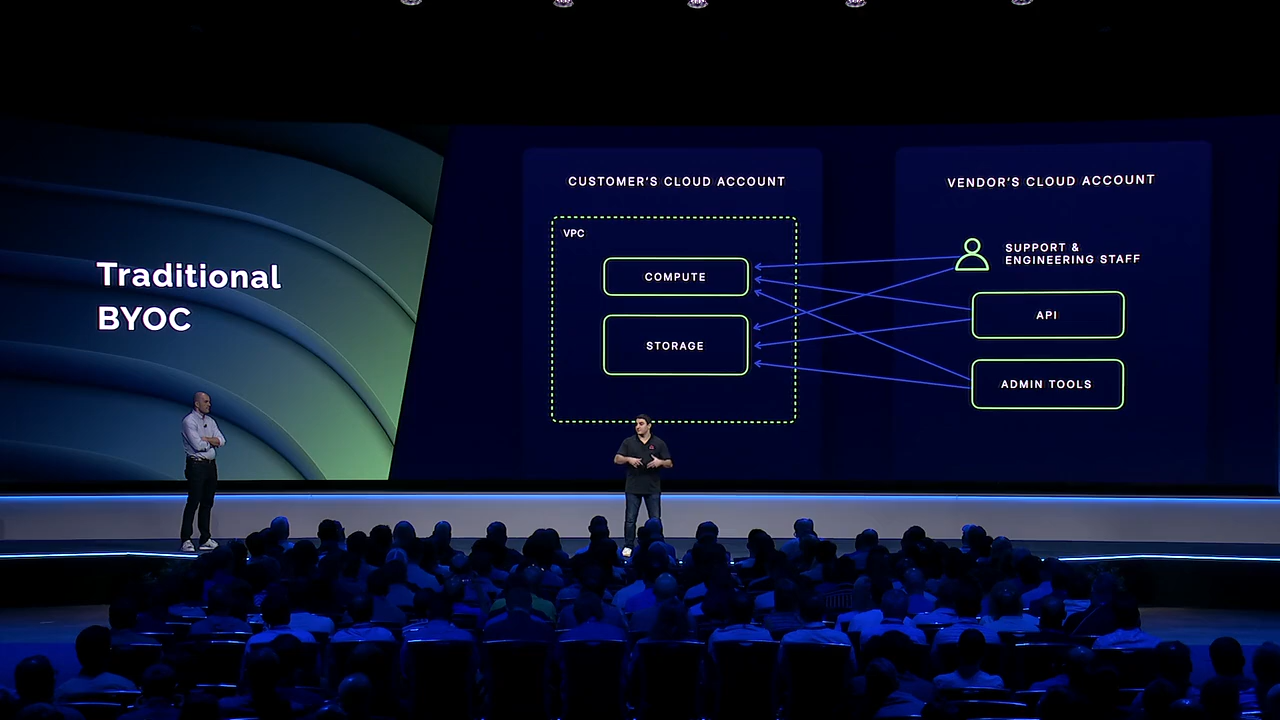 Traditional
BYOC
CUSTOMER'S CLOUD ACCOUNT
VPC
COMPUTE
STORAGE
VENDOR'S CLOUD ACCOUNT
SUPPORT &
ENGINEERING STAFF
API
ADMIN TOOLS